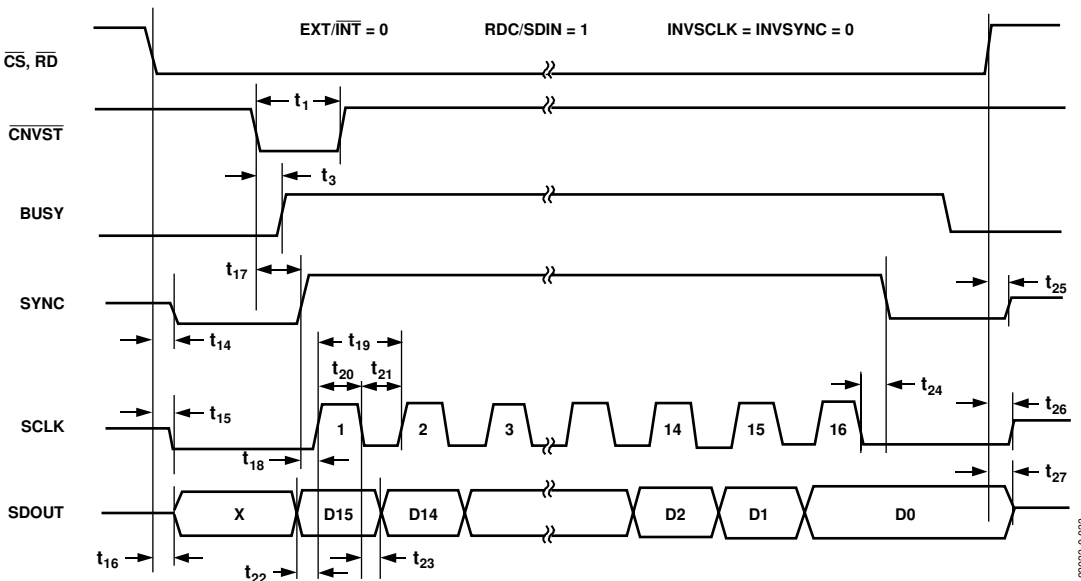 EXT/INT = 0 RDC/SDIN = 1 INVSCLK = INVSYNC = 0
CS, RD
t1
CNVST
t3
BUSY
t17
SYNC
t25
t14
t19
t20 t21
t24
t15
t26
SCLK
1 2 3 14 15 16
t18
t27
SDOUT
X D15 D14 D2 D1 D0
t16
t22
t23